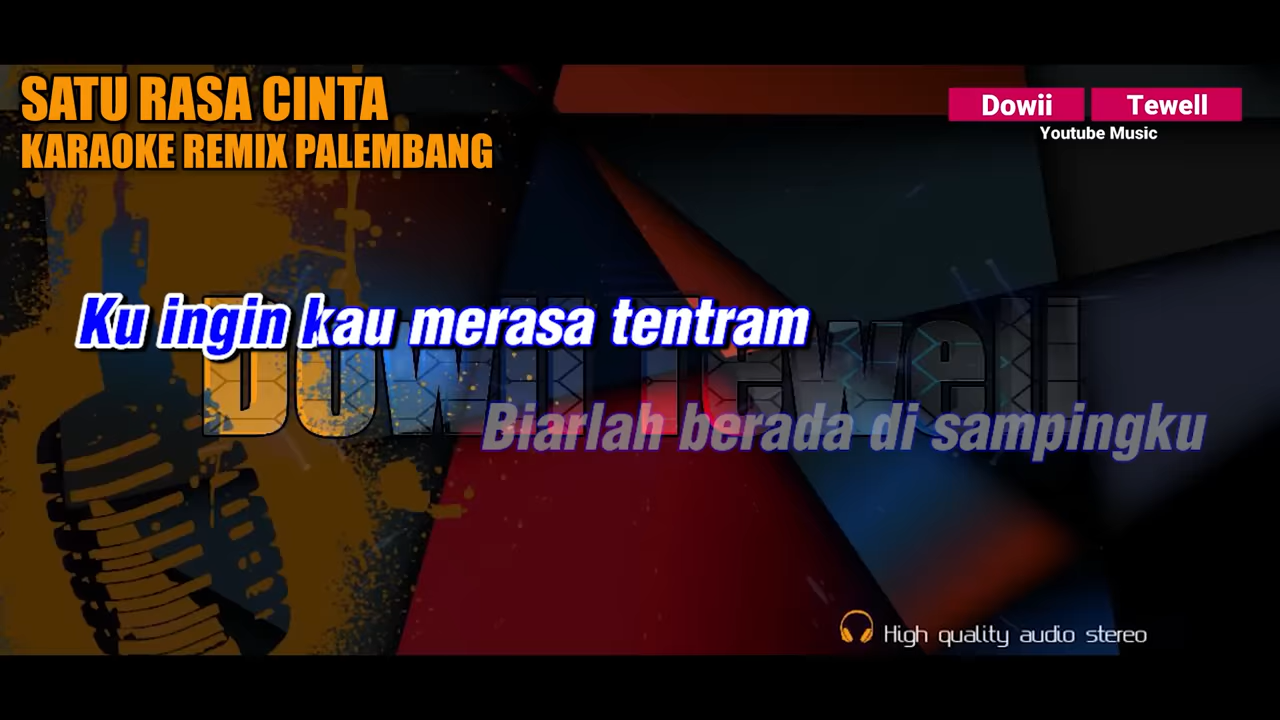 SATU RASA CINTA
KARAOKE REMIX PALEMBANG
Dowii Tewell
Youtube Music
Ku ingin kau merasa tentram
Dowii Tewell
Biarlah berada di sampingku
High quality audio stereo